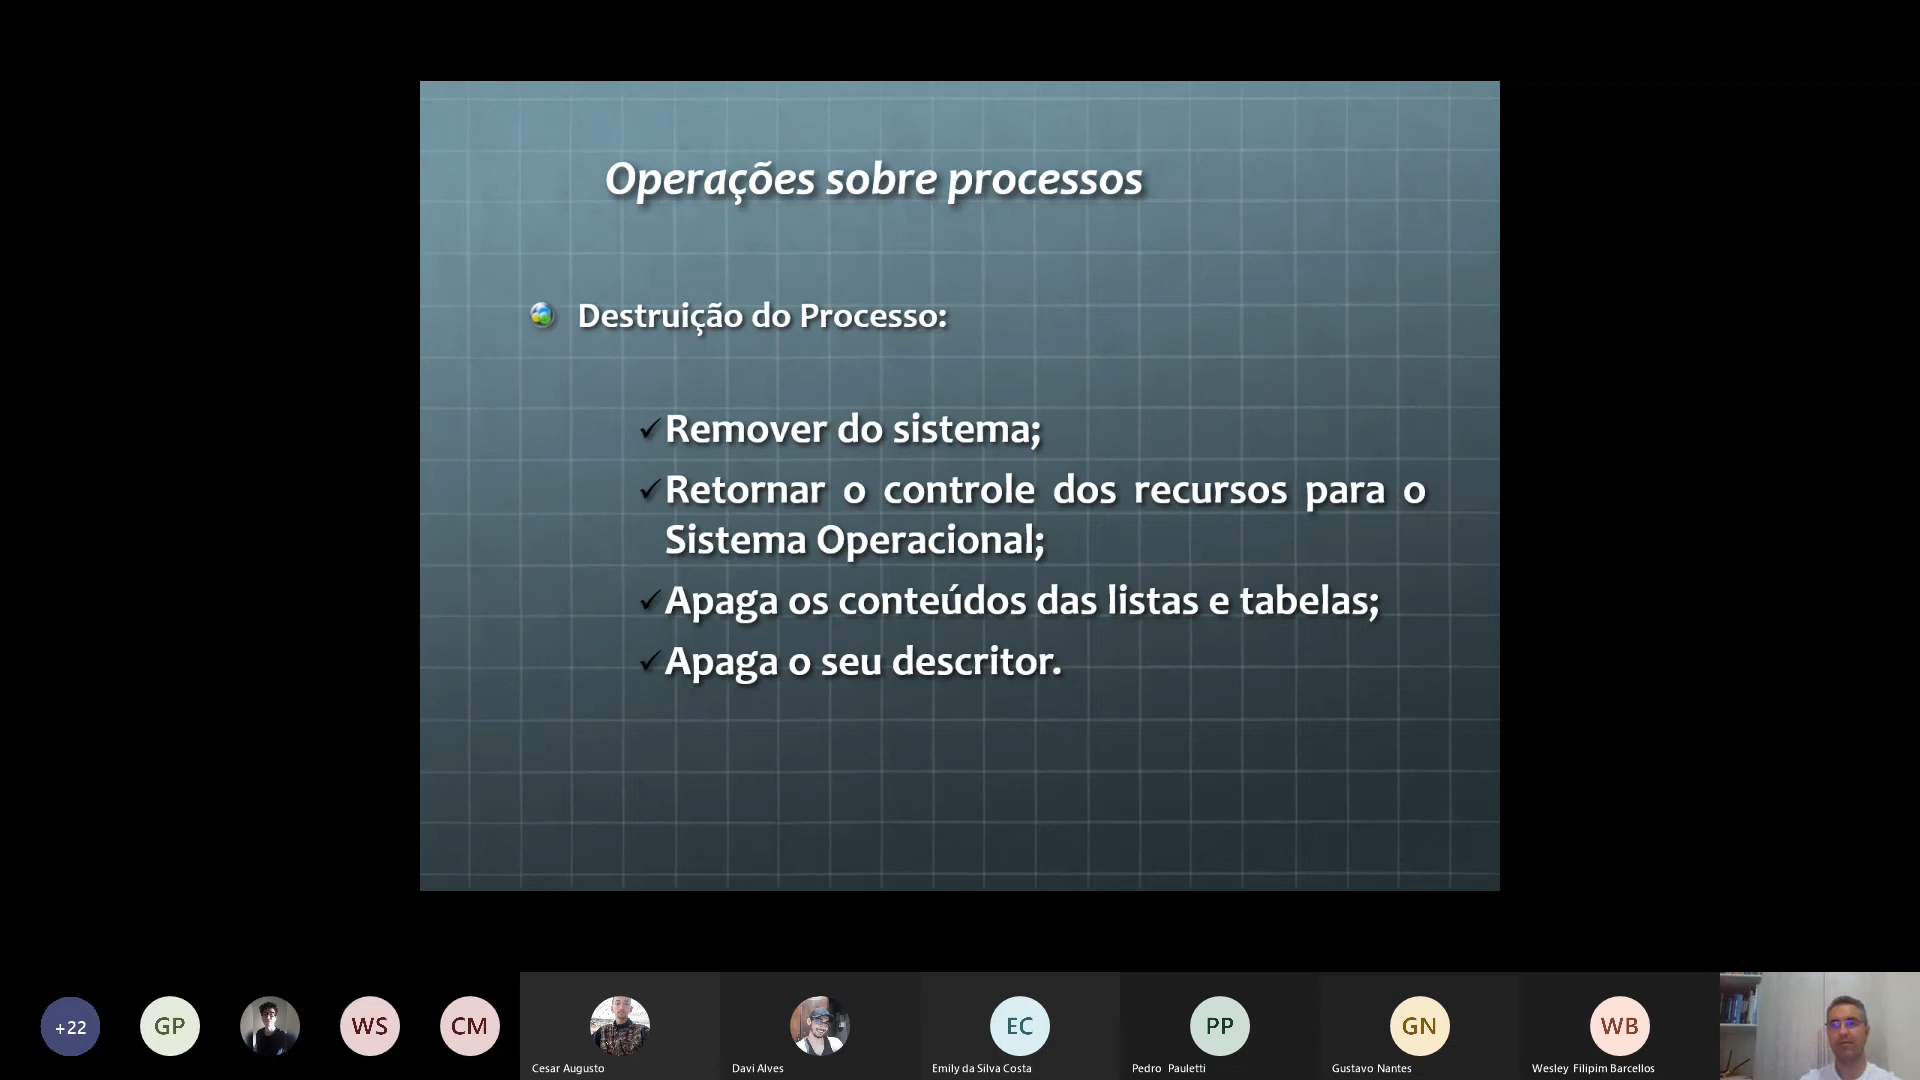 Operações sobre processos
Destruição do Processo:
Remover do sistema;
Retornar o controle dos recursos para o
Sistema Operacional;
Apaga os conteúdos das listas e tabelas;
Apaga o seu descritor.
+22
GP
WS
CM
Cesar Augusto
Davi Alves
EC
Emily da Silva Costa
PP
Pedro Pauletti
GN
Gustavo Nantes
WB
Wesley Filipim Barcellos